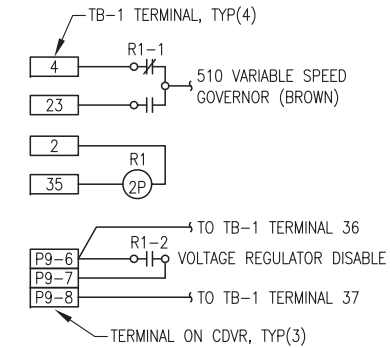 TB-1 TERMINAL, TYP(4)
R1-1
4
510 VARIABLE SPEED
GOVERNOR (BROWN)
23
2
R1
35
2P
TO TB-1 TERMINAL 36
R1-2
P9-6
VOLTAGE REGULATOR DISABLE
P9-7
P9-8
TO TB-1 TERMINAL 37
TERMINAL ON CDVR, TYP(3)